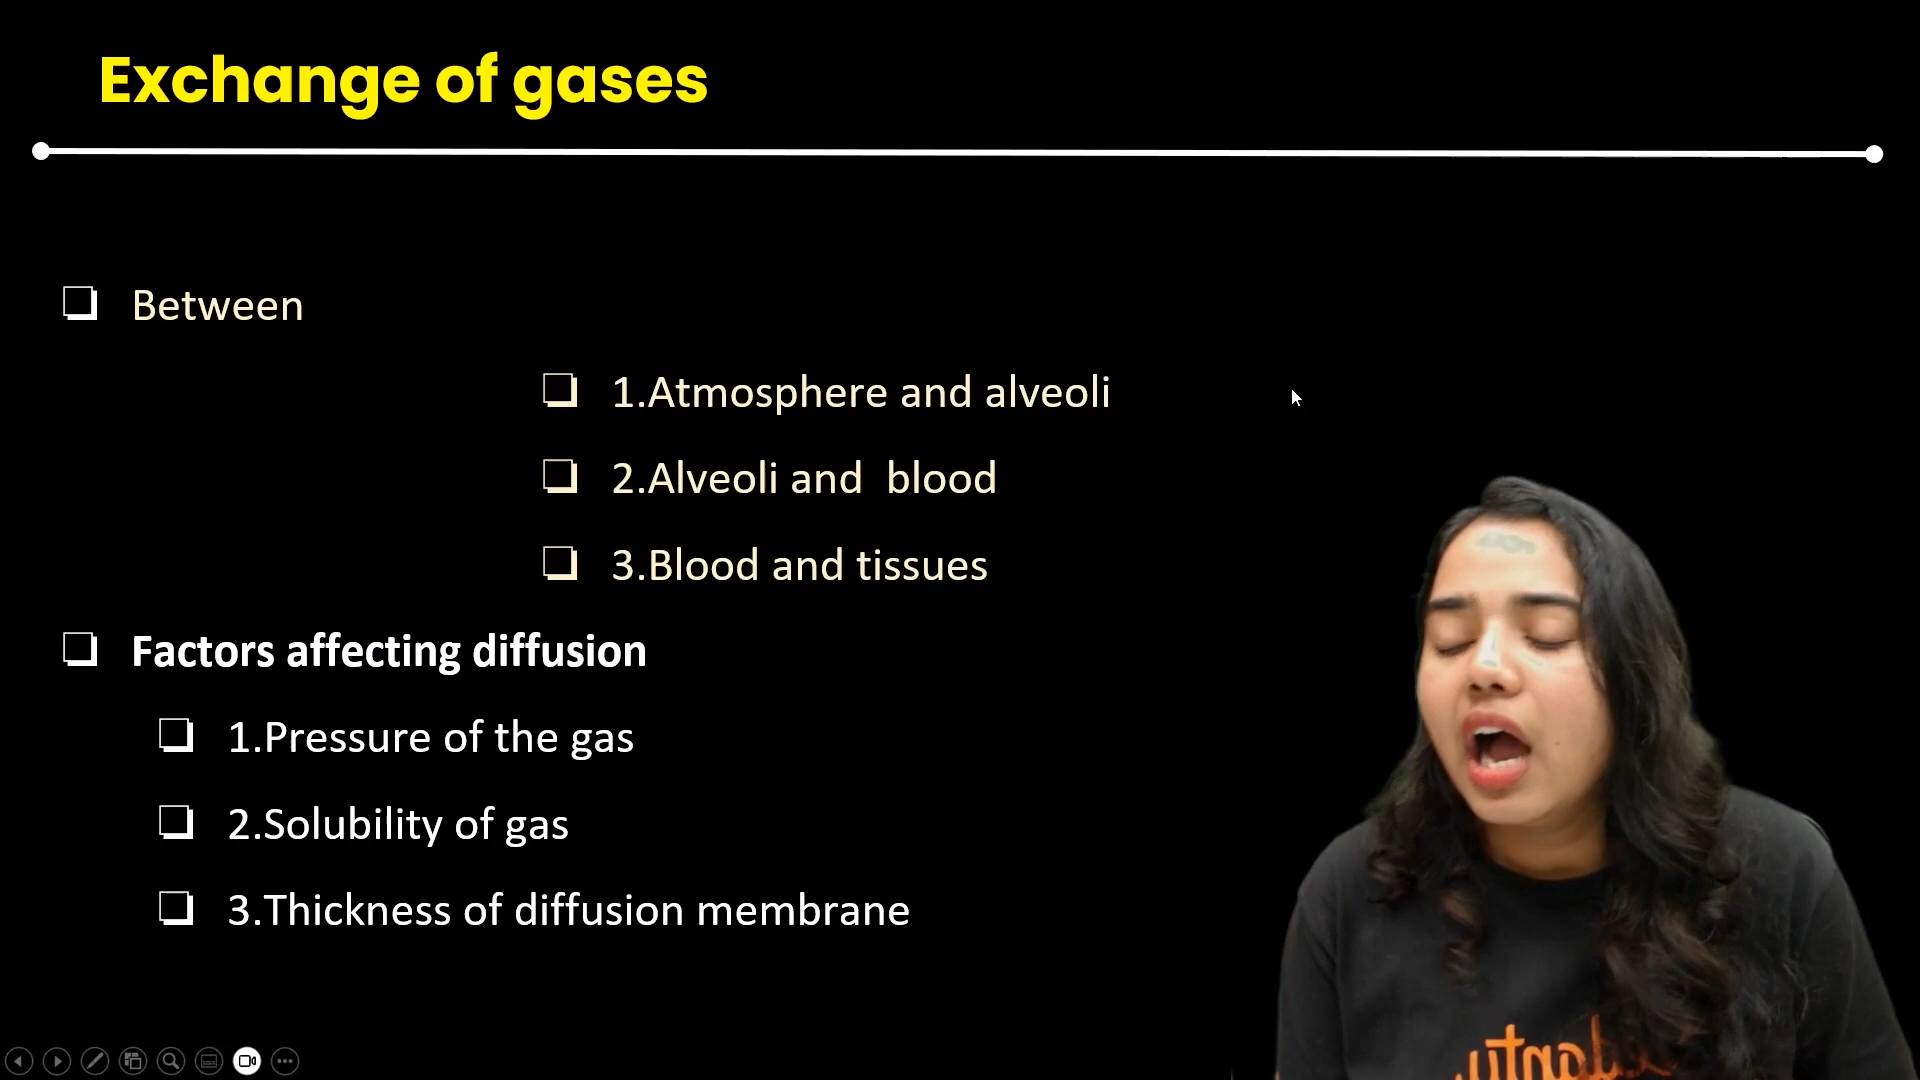 Exchange of gases
Between
1.Atmosphere and alveoli
2.Alveoli and  blood
3.Blood and tissues
Factors affecting diffusion
1.Pressure of the gas
2.Solubility of gas
3.Thickness of diffusion membrane